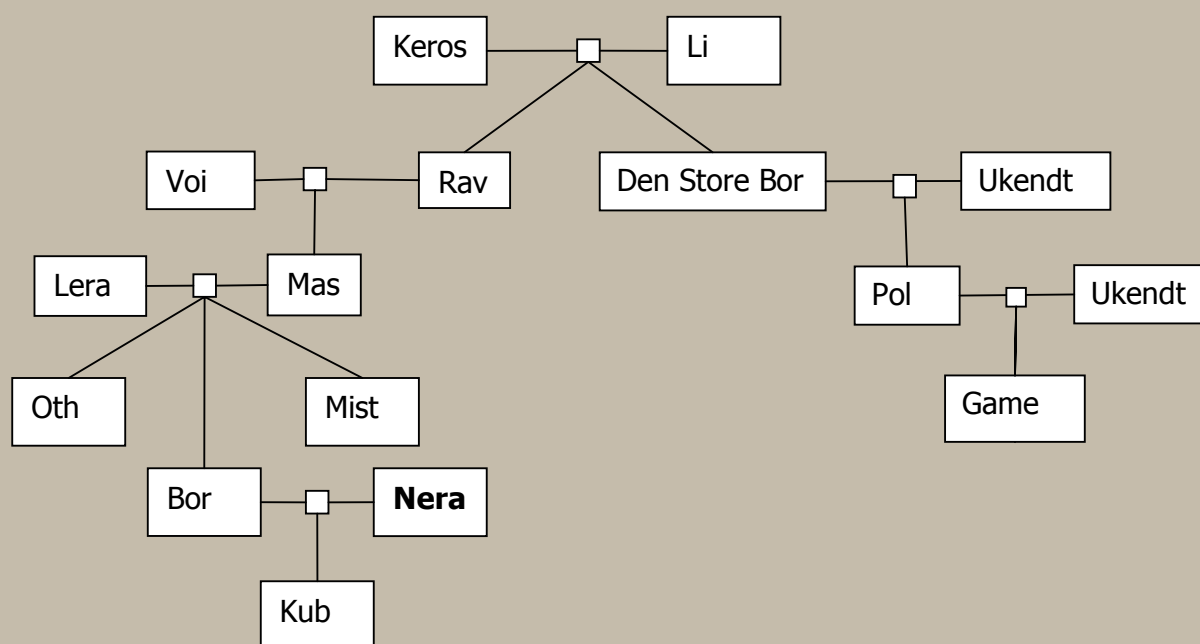 Keros
Li
Voi
Rav
Den Store Bor
Ukendt
Lera
Mas
Pol
Ukendt
Oth
Mist
Game
Bor
Nera
Kub